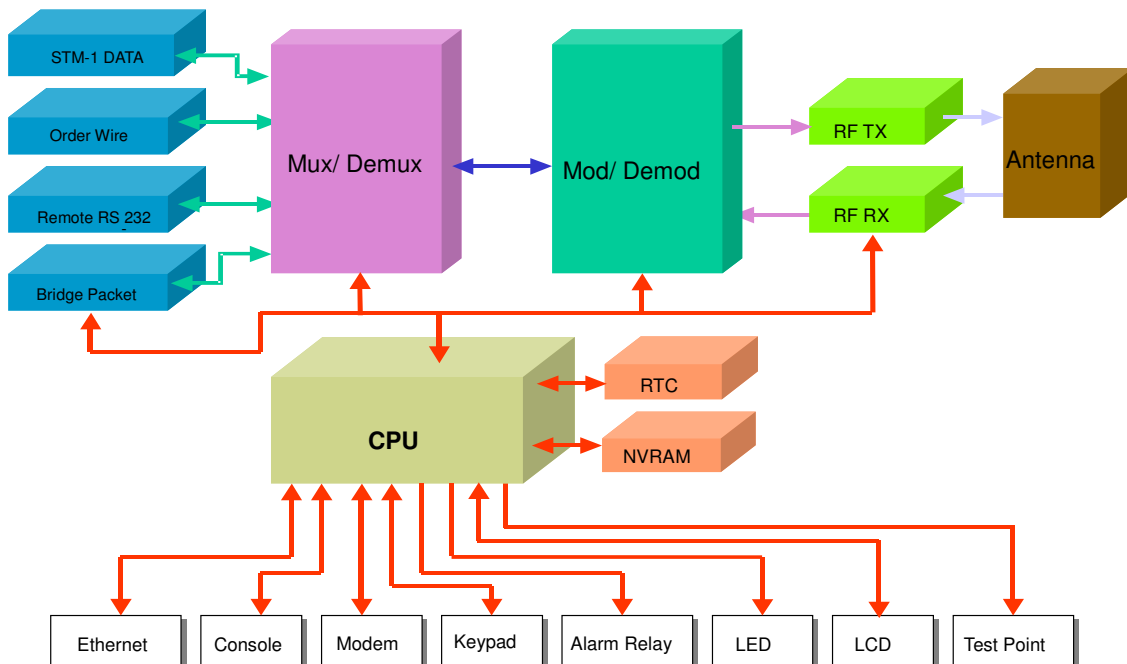 STM-1 DATA
Order Wire
Remote RS 232
Bridge Packet
Mux/ Demux
Mod/ Demod
RF TX
RF RX
Antenna
CPU
RTC
NVRAM
Ethernet
Console
Modem
Keypad
Alarm Relay
LED
LCD
Test Point